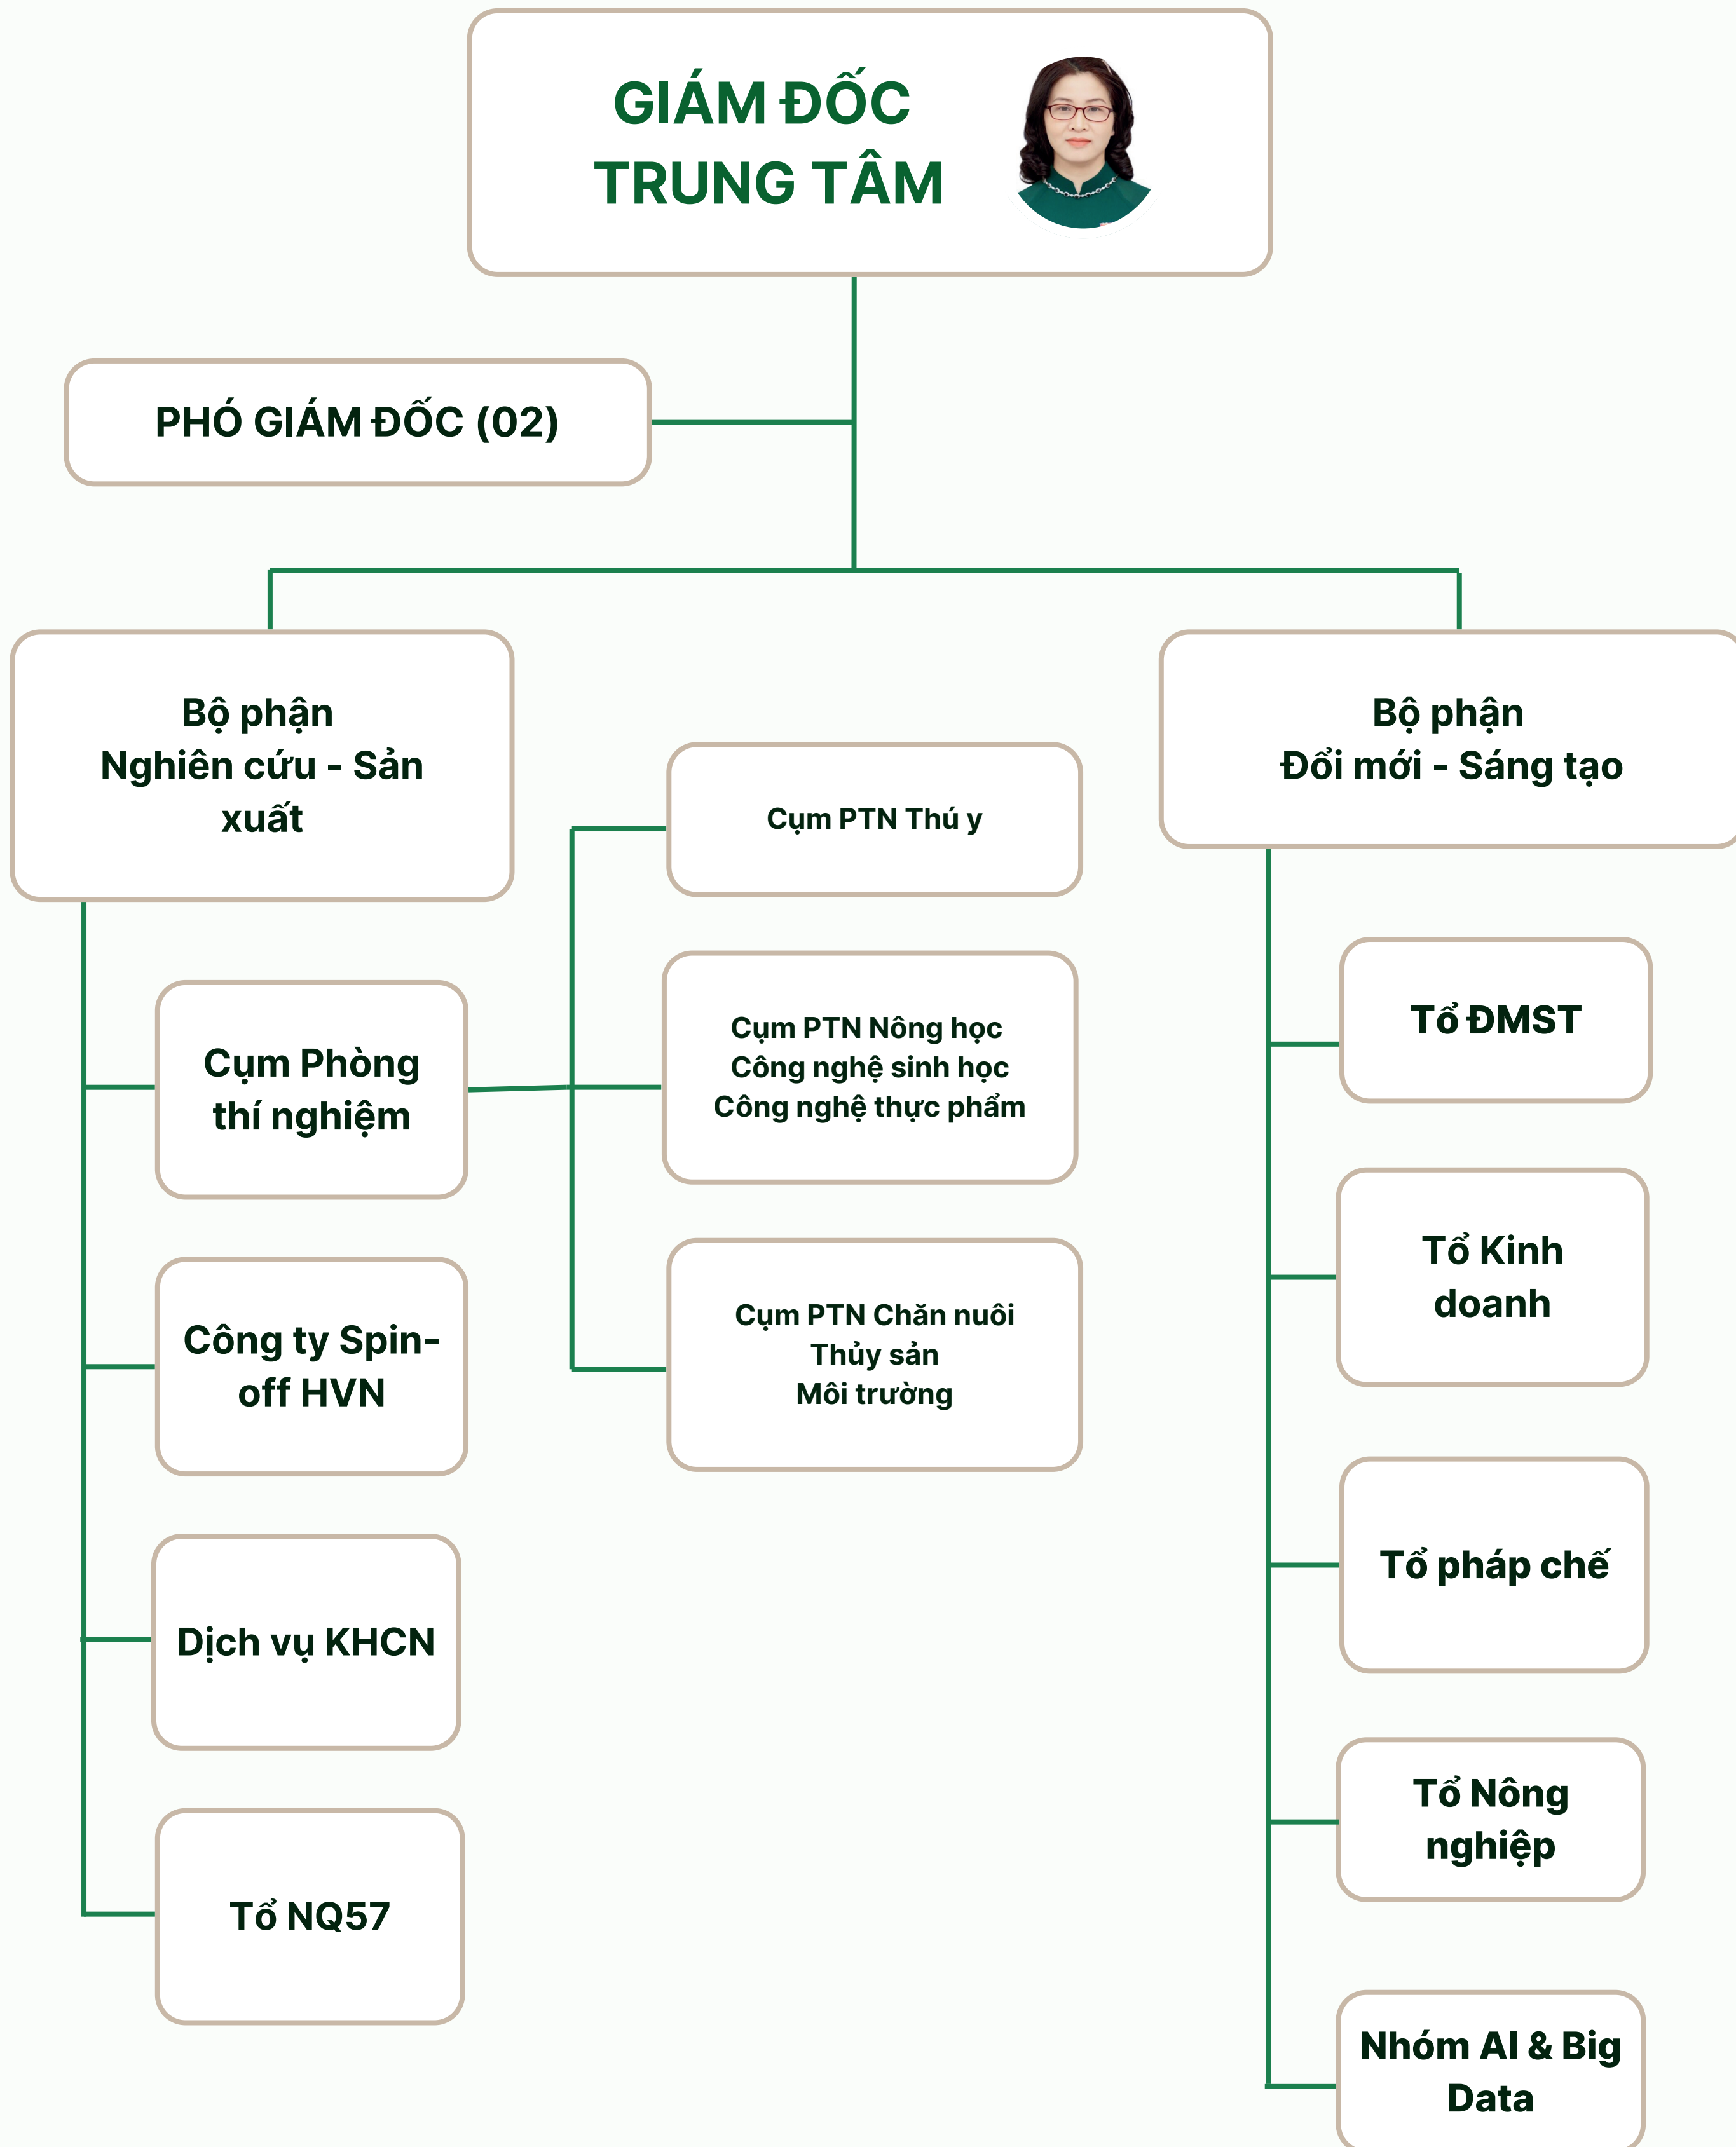 GIÁM ĐỐC
TRUNG TÂM
PHÓ GIÁM ĐỐC (02)
Bộ phận
Nghiên cứu - Sản
xuất
Cụm Phòng
thí nghiệm
Công ty Spin-
off HVN
Dịch vụ KHCN
Tổ NQ57
Cụm PTN Thú y
Cụm PTN Nông học
Công nghệ sinh học
Công nghệ thực phẩm
Cụm PTN Chăn nuôi
Thủy sản
Môi trường
Bộ phận
Đổi mới - Sáng tạo
Tổ ĐMST
Tổ Kinh
doanh
Tổ pháp chế
Tổ Nông
nghiệp
Nhóm AI & Big
Data